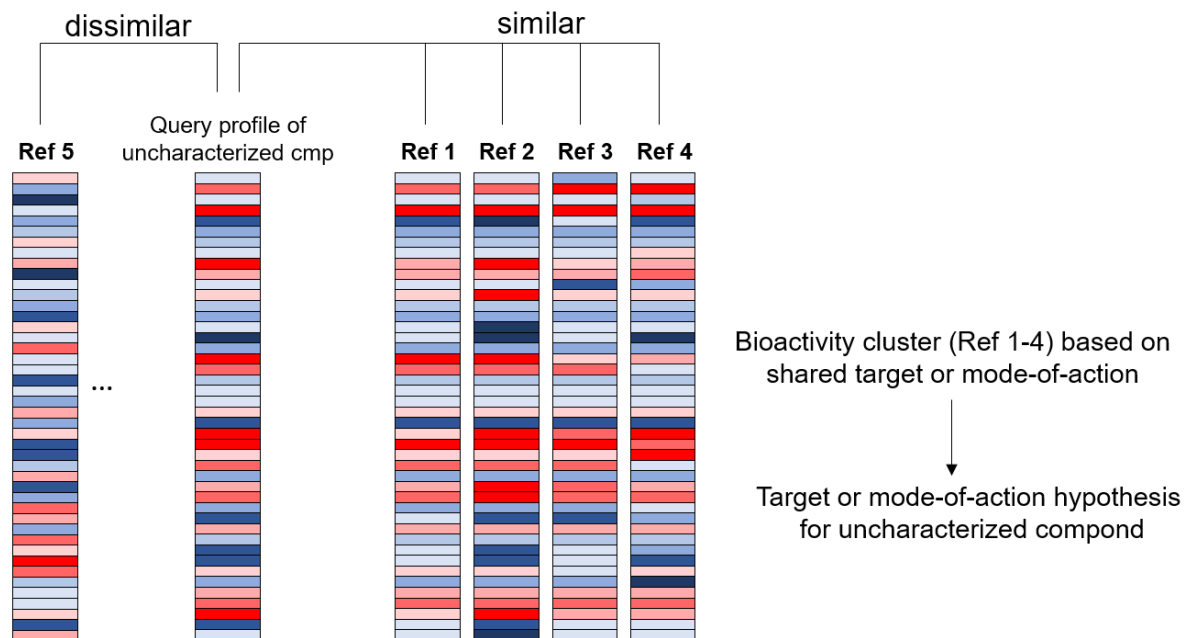 dissimilar
similar
Query profile of
uncharacterized cmp
Ref 5
Ref 1
Ref 2
Ref 3
Ref 4
...
Bioactivity cluster (Ref 1-4) based on
shared target or mode-of-action
Target or mode-of-action hypothesis
for uncharacterized compond